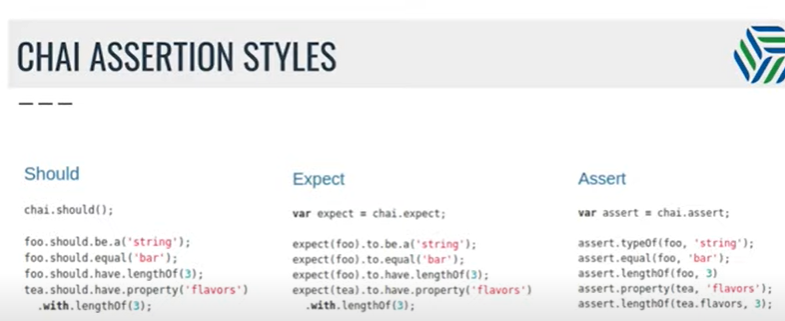 CHAI ASSERTION STYLES
Should
chai.should();
foo.should.be.a('string');
foo.should.equal('bar');
foo.should.have.lengthOf(3);
tea.should.have.property('flavors')
.with.lengthOf(3);
Expect
var expect = chai.expect;
expect(foo).to.be.a('string');
expect(foo).to.equal('bar');
expect(foo).to.have.lengthOf(3);
expect(tea).to.have.property('flavors')
.with.lengthOf(3);
Assert
var assert = chai.assert;
assert.typeOf(foo, 'string');
assert.equal(foo, 'bar');
assert.lengthOf(foo, 3)
assert.property(tea, 'flavors');
assert.lengthOf(tea.flavors, 3);